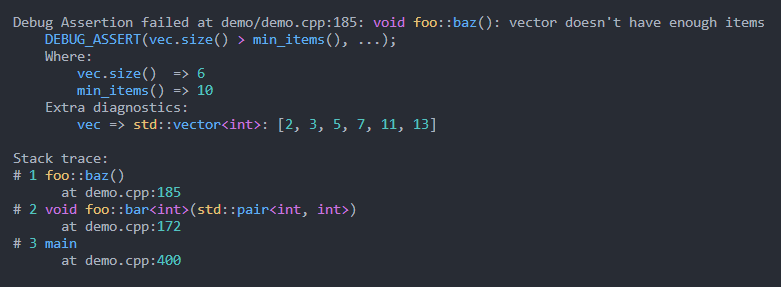 Debug Assertion failed at demo/demo.cpp:185: void foo::baz(): vector doesn't have enough items
    DEBUG_ASSERT(vec.size() > min_items(), ...);
    Where:
        vec.size()  => 6
        min_items() => 10
    Extra diagnostics:
        vec => std::vector<int>: [2, 3, 5, 7, 11, 13]

Stack trace:
# 1 foo::baz()
      at demo.cpp:185
# 2 void foo::bar<int>(std::pair<int, int>)
      at demo.cpp:172
# 3 main
      at demo.cpp:400